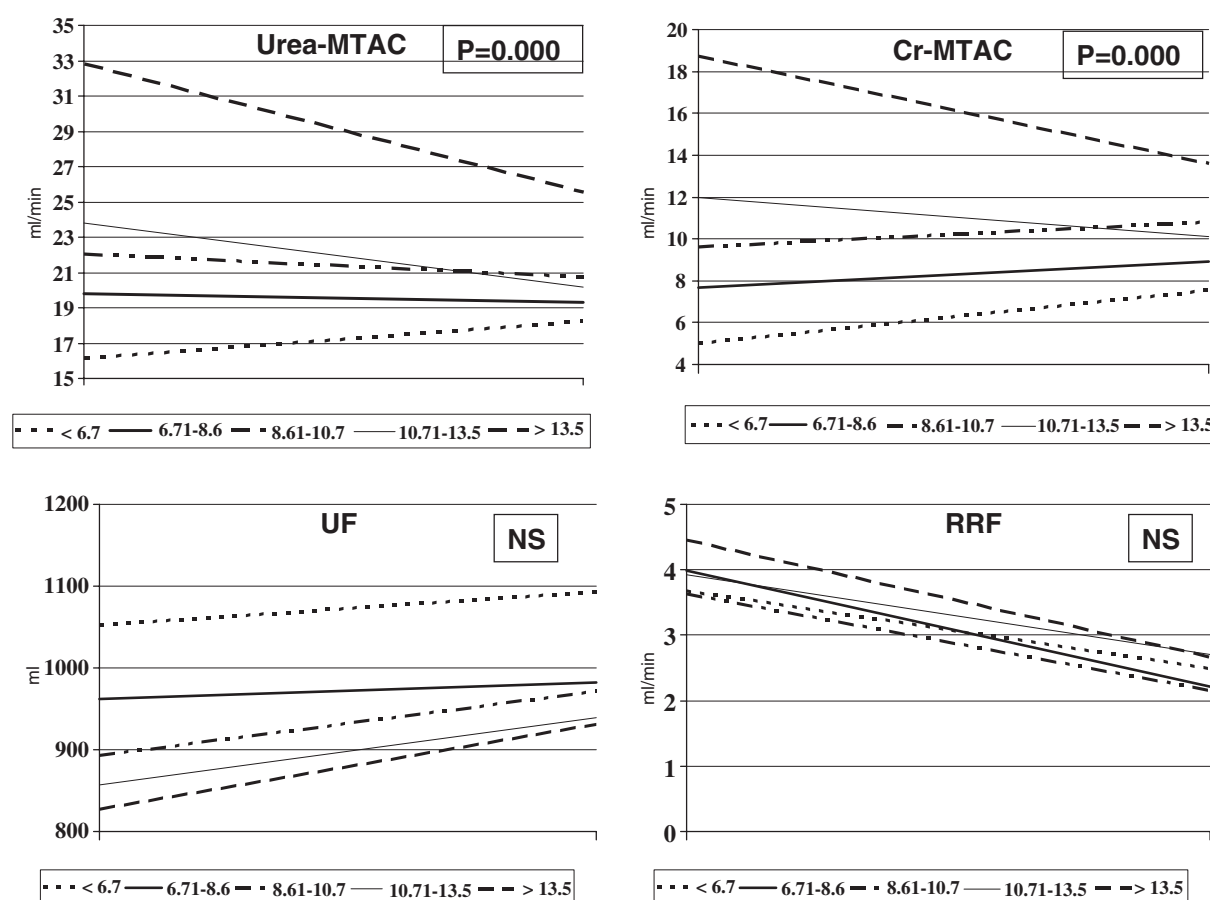 Urea-MTAC
P=0.000
35
33
31
29
27
25
23
21
19
17
15
ml/min
< 6.7 6.71-8.6 8.61-10.7 10.71-13.5 > 13.5
Cr-MTAC
P=0.000
20
18
16
14
12
10
8
6
4
ml/min
< 6.7 6.71-8.6 8.61-10.7 10.71-13.5 > 13.5
UF
NS
1200
1100
1000
900
800
ml
< 6.7 6.71-8.6 8.61-10.7 10.71-13.5 > 13.5
RRF
NS
5
4
3
2
1
0
ml/min
< 6.7 6.71-8.6 8.61-10.7 10.71-13.5 > 13.5